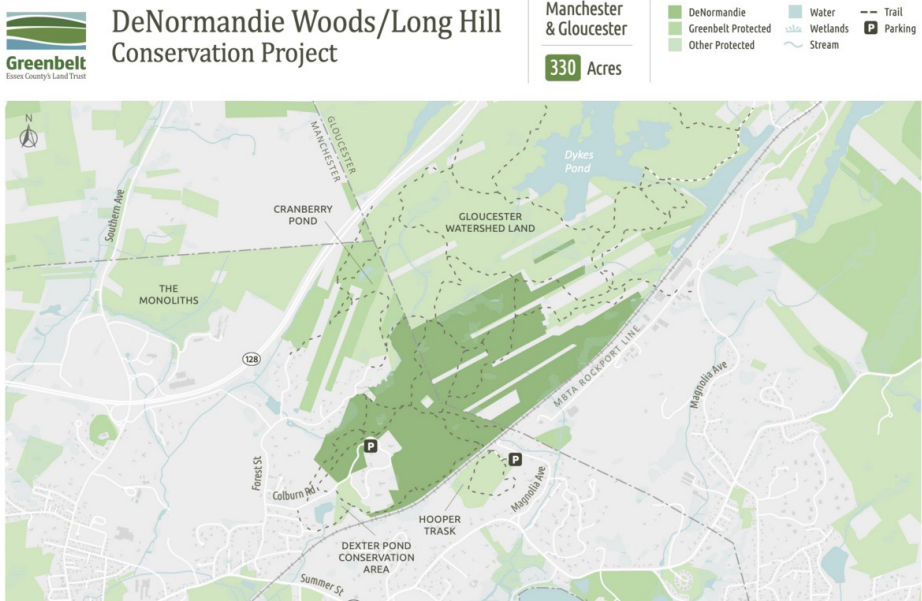 Greenbelt
Essex County's Land Trust
DeNormandie Woods/Long Hill
Conservation Project
Manchester
& Gloucester
330 Acres
DeNormandie
Greenbelt Protected
Other Protected
Water
Wetlands
Stream
Trail
P Parking
N
GLOUCESTER
MANCHESTER
Dykes
Pond
Southern Ave
CRANBERRY
POND
GLOUCESTER
WATERSHED LAND
THE
MONOLITHS
128
MBTA ROCKPORT LINE
Magnolia Ave
P
P
Forest St
Colburn Rd
Magnolia Ave
HOOPER
TRASK
DEXTER POND
CONSERVATION
AREA
Summer St